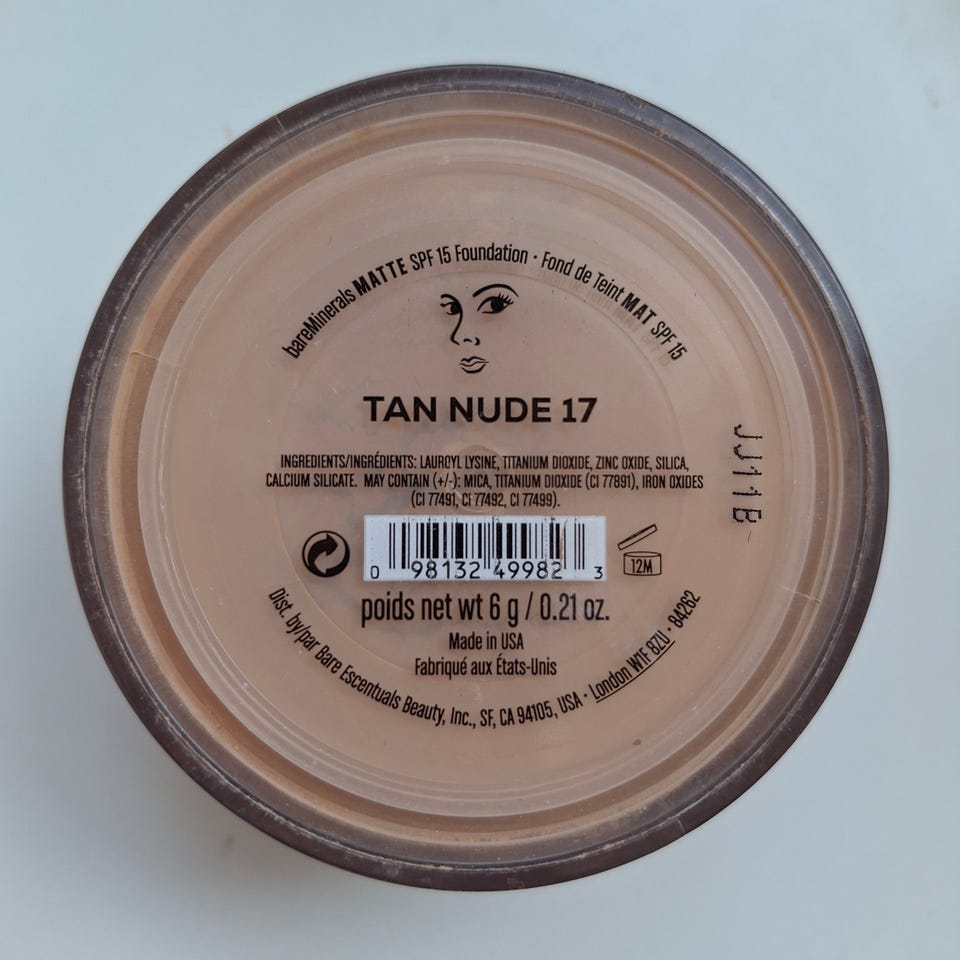 bareMinerals MATTE SPF 15 Foundation · Fond de Teint MAT SPF 15
TAN NUDE 17
INGREDIENTS/INGRÉDIENTS: LAUROYL LYSINE, TITANIUM DIOXIDE, ZINC OXIDE, SILICA,
CALCIUM SILICATE. MAY CONTAIN (+/-): MICA, TITANIUM DIOXIDE (CI 77891), IRON OXIDES
(CI 77491, CI 77492, CI 77499).
JJ111B
0 98132 49982 3
12M
poids net wt 6 g / 0.21 oz.
Made in USA
Fabriqué aux États-Unis
Dist. by/par Bare Escentuals Beauty, Inc., SF, CA 94105, USA · London W1F 8ZU · 84262